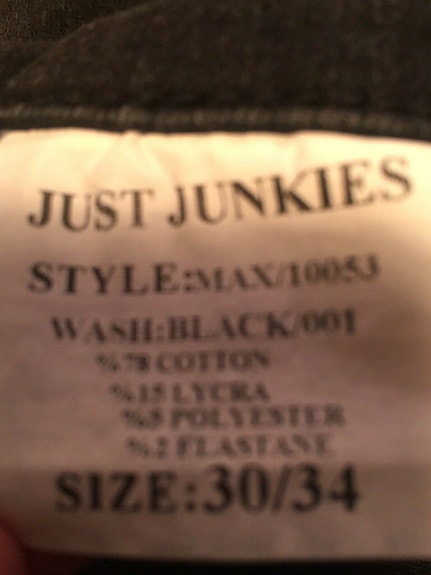 JUST JUNKIES
STYLE:MAX/10053
WASH:BLACK/001
%78 COTTON
%15 LYCRA
%5 POLYESTER
%2 ELASTANE
SIZE:30/34